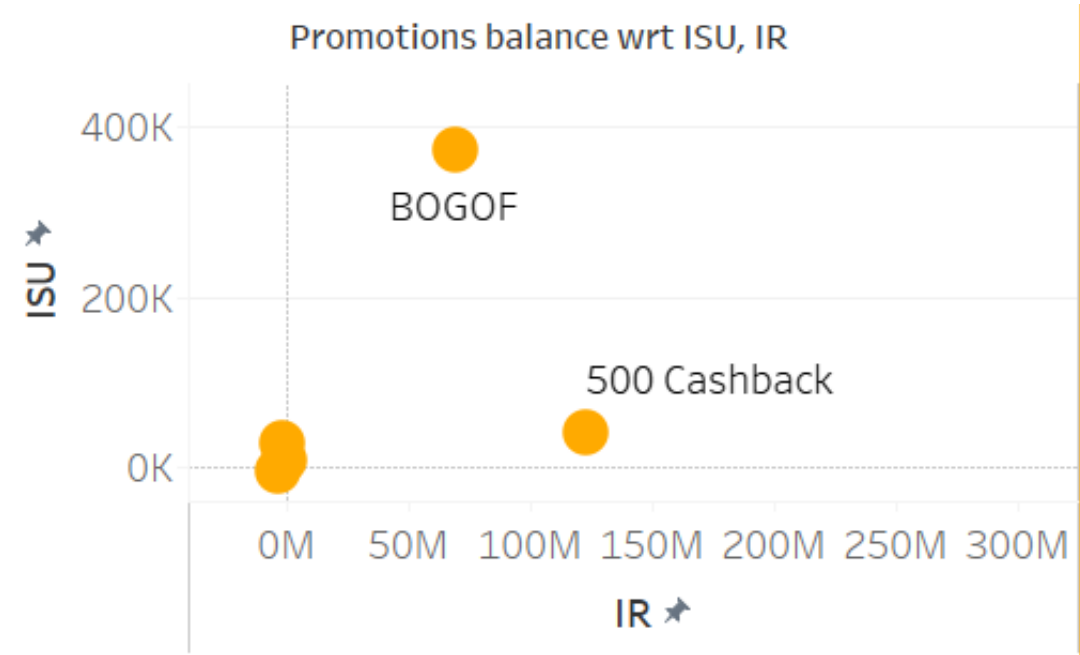 Promotions balance wrt ISU, IR
400K
BOGOF
ISU
200K
500 Cashback
0K
0M 50M 100M 150M 200M 250M 300M
IR